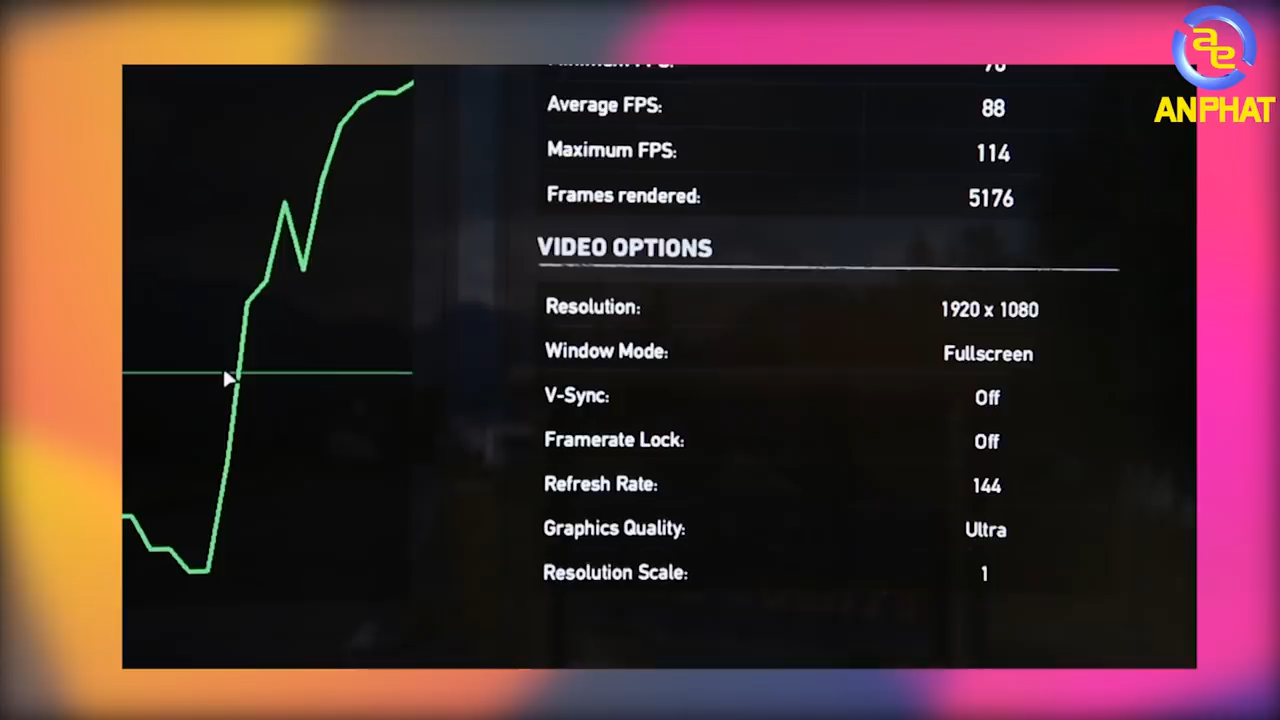 ae
ANPHAT
Average FPS: 88
Maximum FPS: 114
Frames rendered: 5176
VIDEO OPTIONS
Resolution: 1920 x 1080
Window Mode: Fullscreen
V-Sync: Off
Framerate Lock: Off
Refresh Rate: 144
Graphics Quality: Ultra
Resolution Scale: 1